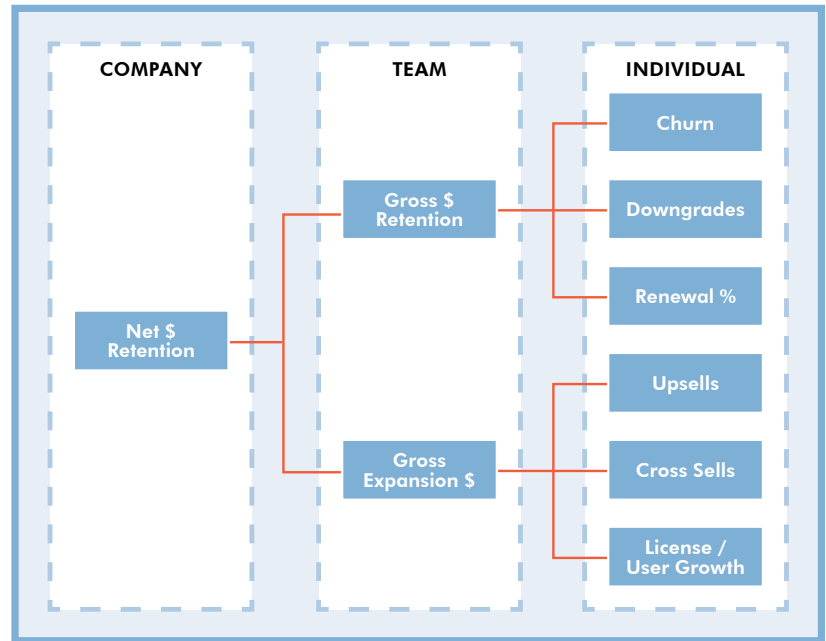 COMPANY
TEAM
INDIVIDUAL
Net $
Retention
Gross $
Retention
Gross
Expansion $
Churn
Downgrades
Renewal %
Upsells
Cross Sells
License /
User Growth